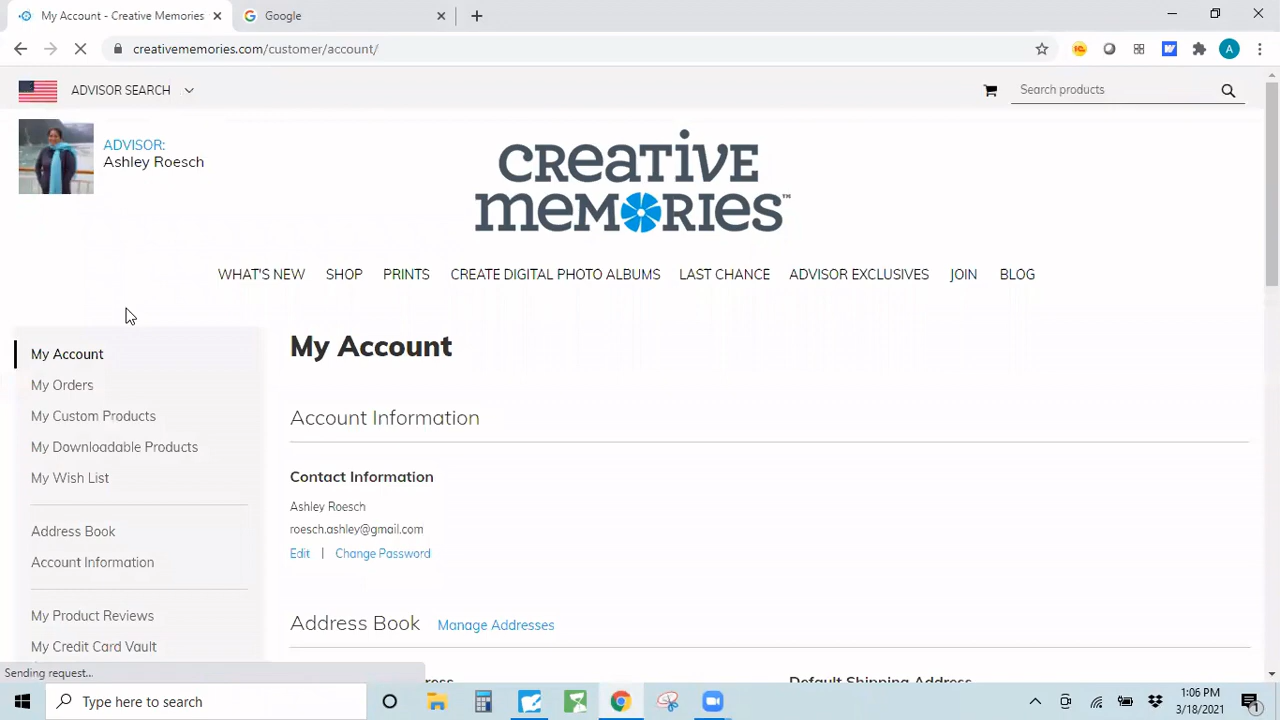 My Account - Creative Memories
Google
creativememories.com/customer/account/
A
ADVISOR SEARCH
Search products
ADVISOR:
Ashley Roesch
CREATIVE
MEMORIES™
WHAT'S NEW SHOP PRINTS CREATE DIGITAL PHOTO ALBUMS LAST CHANCE ADVISOR EXCLUSIVES JOIN BLOG
My Account
My Orders
My Custom Products
My Downloadable Products
My Wish List
Address Book
Account Information
My Product Reviews
My Credit Card Vault
My Account
Account Information
Contact Information
Ashley Roesch
roesch.ashley@gmail.com
Edit | Change Password
Address Book Manage Addresses
Default Shipping Address
Sending request...
Type here to search
1:06 PM
3/18/2021
1